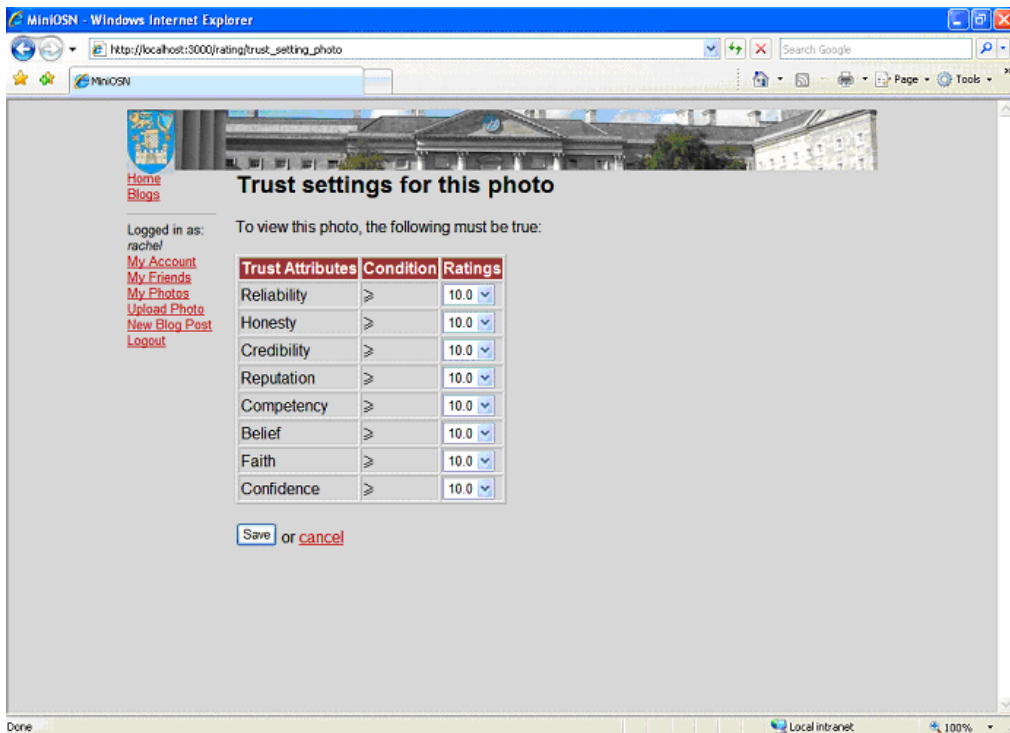 MiniOSN - Windows Internet Explorer
http://localhost:3000/rating/trust_setting_photo
Search Google
MiniOSN
Page
Tools
Home
Blogs
Trust settings for this photo
Logged in as:
rachel
To view this photo, the following must be true:
My Account
My Friends
My Photos
Upload Photo
New Blog Post
Logout
Trust Attributes Condition Ratings
Reliability ⩾ 10.0
Honesty ⩾ 10.0
Credibility ⩾ 10.0
Reputation ⩾ 10.0
Competency ⩾ 10.0
Belief ⩾ 10.0
Faith ⩾ 10.0
Confidence ⩾ 10.0
Save or cancel
Done
Local intranet
100%